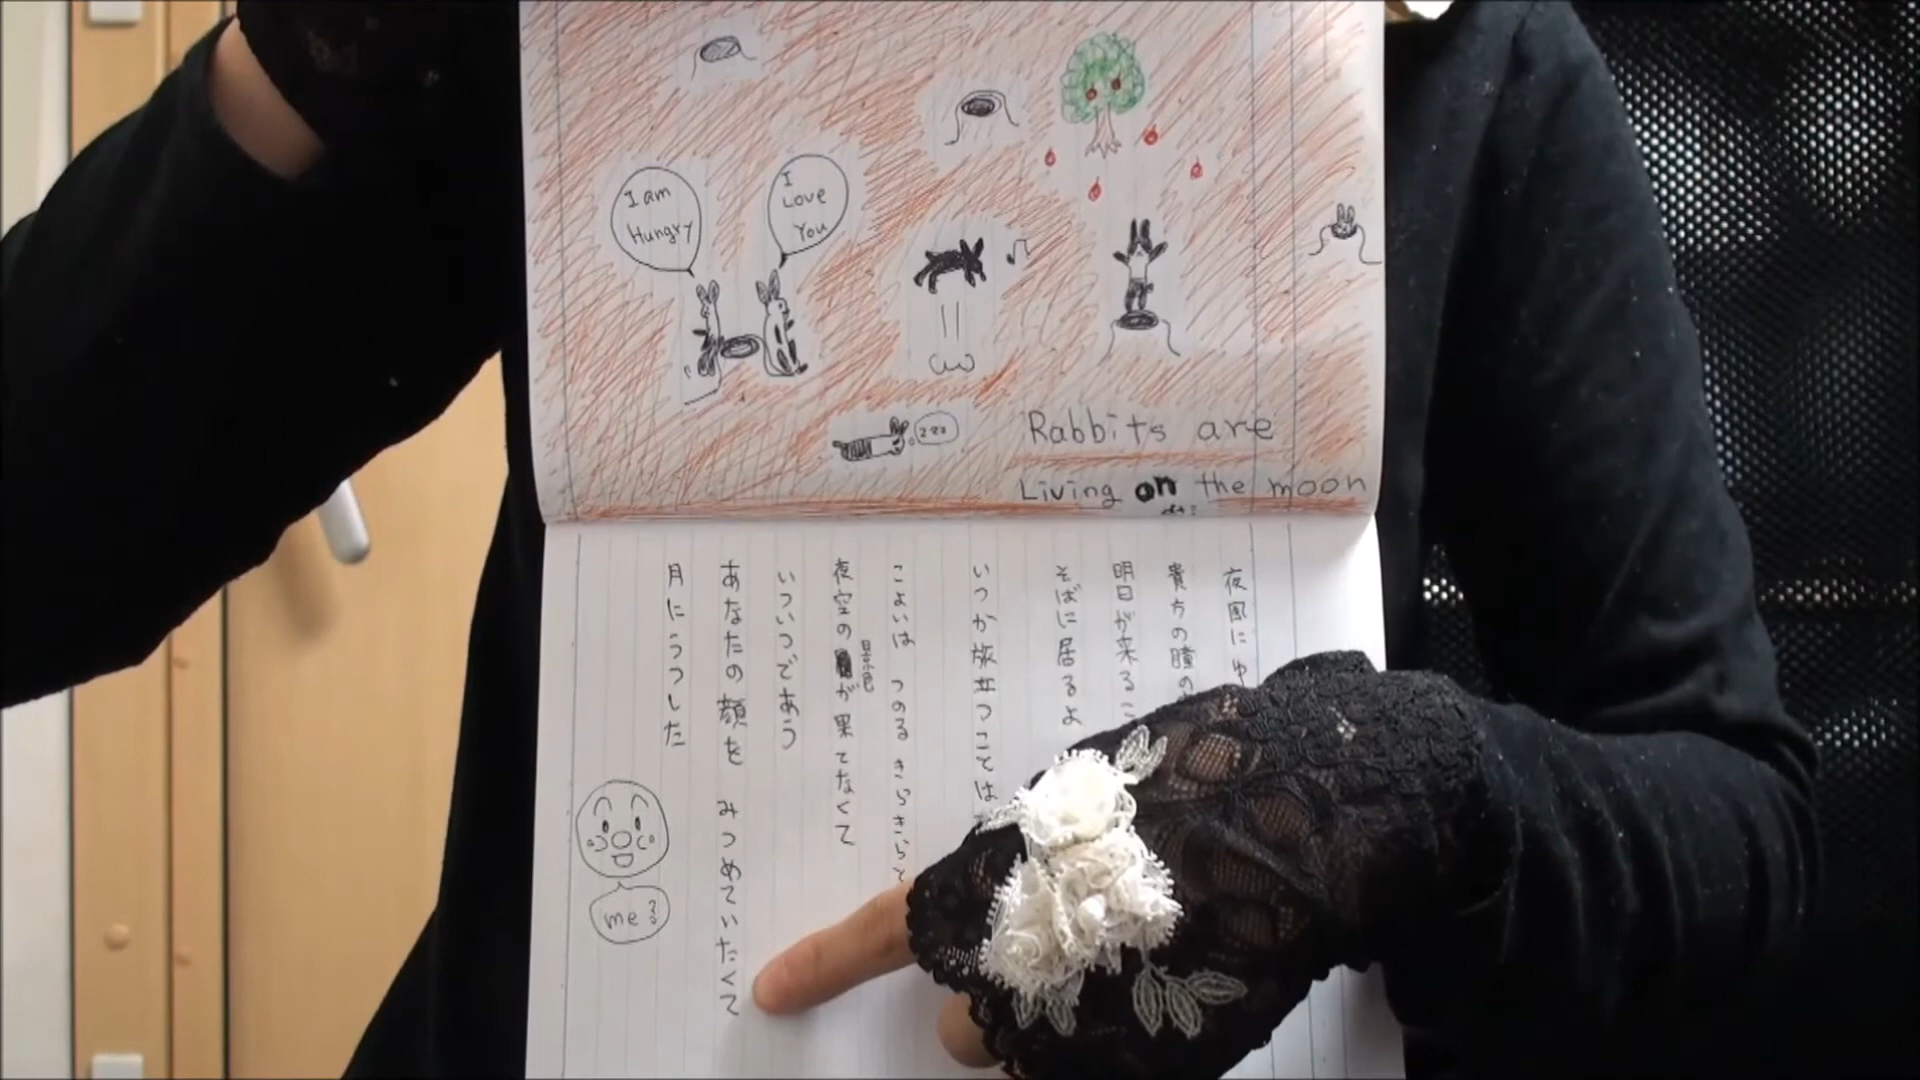 I am
Hungry
I
Love
You
zzz
Rabbits are
Living on the moon
夜風に
貴方の瞳の
明日が来るこ
そばに居るよ
いつか旅立つことは
こよいは つのる きらきらと
夜空の景色が果てなくて
いついつであう
あなたの顔を みつめていたくて
月にうつした
me?